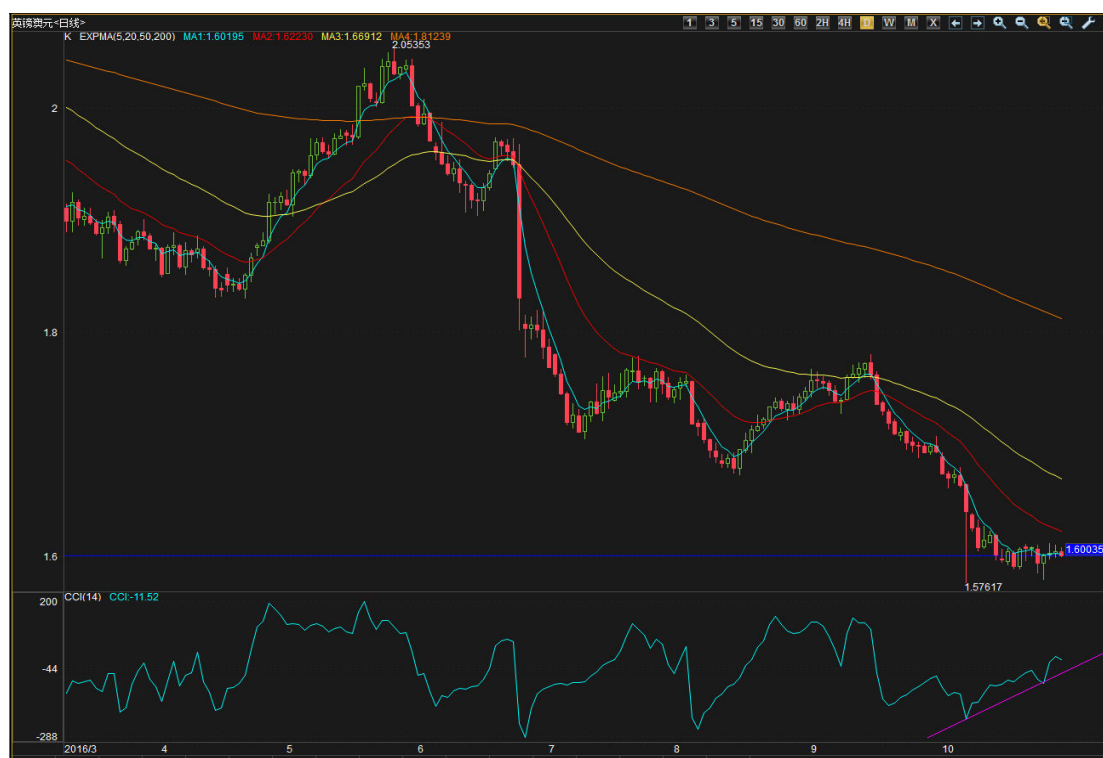 英镑澳元<日线>
1 3 5 15 30 60 2H 4H D W M X
K EXPMA(5,20,50,200) MA1:1.60195 MA2:1.62230 MA3:1.66912 MA4:1.81239
2.05353
2
1.8
1.6
1.60035
1.57617
CCI(14) CCI:-11.52
200
-44
-288
2016/3 4 5 6 7 8 9 10